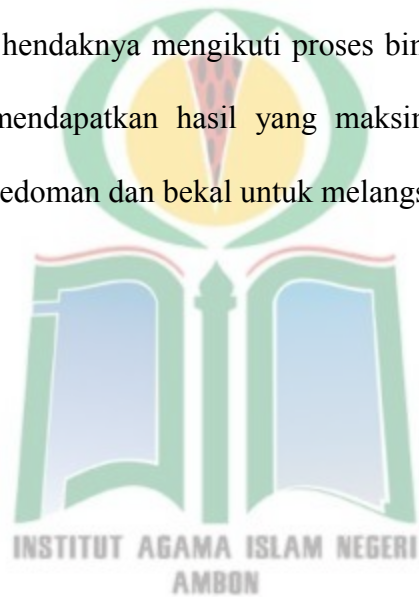 hendaknya mengikuti proses bin
mendapatkan hasil yang maksin
edoman dan bekal untuk melangs
INSTITUT AGAMA ISLAM NEGERI
AMBON